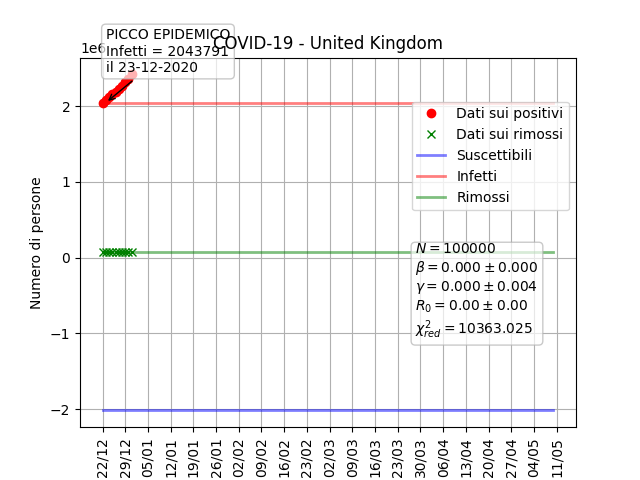 PICCO EPIDEMICO
Infetti = 2043791
il 23-12-2020
1e6
COVID-19 - United Kingdom
Numero di persone
2
1
0
−1
−2
Dati sui positivi
Dati sui rimossi
Suscettibili
Infetti
Rimossi
N = 100000
β = 0.000 ± 0.000
γ = 0.000 ± 0.004
R₀ = 0.00 ± 0.00
χ²red = 10363.025
22/12
29/12
05/01
12/01
19/01
26/01
02/02
09/02
16/02
23/02
02/03
09/03
16/03
23/03
30/03
06/04
13/04
20/04
27/04
04/05
11/05